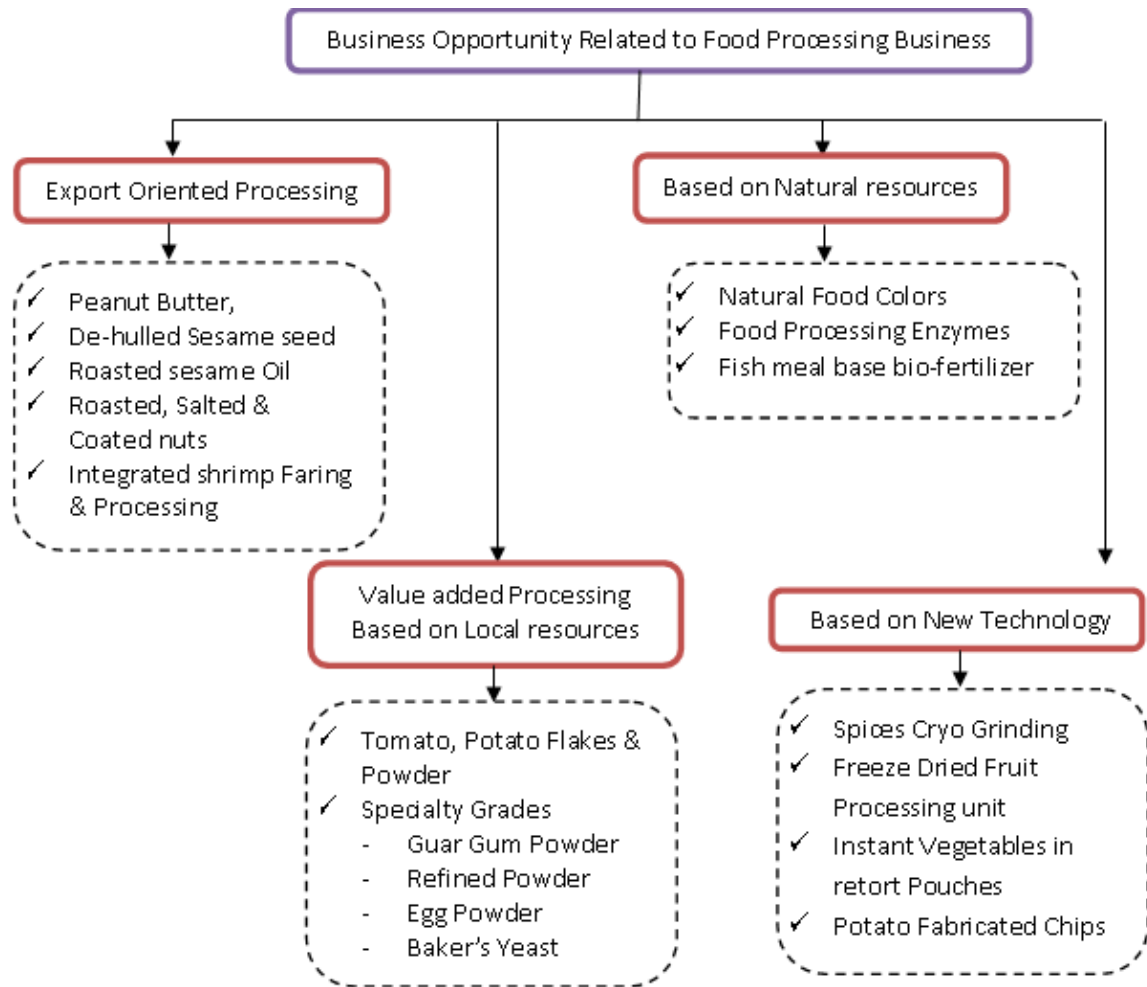 Business Opportunity Related to Food Processing Business
Export Oriented Processing
✓ Peanut Butter,
✓ De-hulled Sesame seed
✓ Roasted sesame Oil
✓ Roasted, Salted &
Coated nuts
✓ Integrated shrimp Faring
& Processing
Based on Natural resources
✓ Natural Food Colors
✓ Food Processing Enzymes
✓ Fish meal base bio-fertilizer
Value added Processing
Based on Local resources
✓ Tomato, Potato Flakes &
Powder
✓ Specialty Grades
- Guar Gum Powder
- Refined Powder
- Egg Powder
- Baker's Yeast
Based on New Technology
✓ Spices Cryo Grinding
✓ Freeze Dried Fruit
Processing unit
✓ Instant Vegetables in
retort Pouches
✓ Potato Fabricated Chips